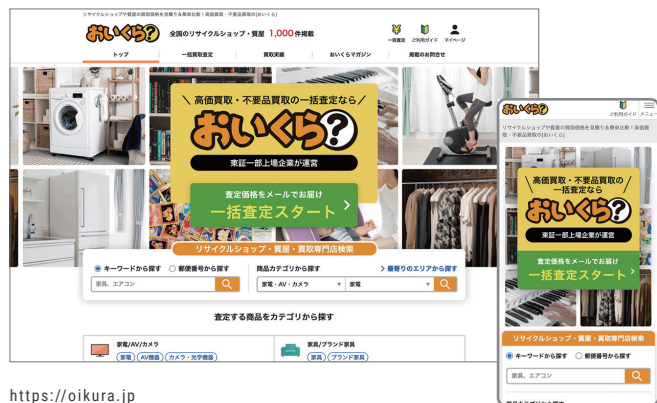 リサイクルショップや質屋の買取価格を見積り&簡単比較!高価買取・不要品買取の[おいくら]
おいくら?
全国のリサイクルショップ・質屋 1,000件掲載
一括査定
ご利用ガイド
マイページ
トップ
一括買取査定
買取実績
おいくらマガジン
掲載のお問合せ
高価買取・不要品買取の一括査定なら
おいくら?
東証一部上場企業が運営
査定価格をメールでお届け
一括査定スタート
リサイクルショップ・質屋・買取専門店検索
キーワードから探す
郵便番号から探す
商品カテゴリから探す
最寄りのエリアから探す
家具、エアコン
家電・AV・カメラ
家電
査定する商品をカテゴリから探す
家電/AV/カメラ
家電
AV機器
カメラ・光学機器
家具/ブランド家具
家具
ブランド家具
おいくら?
ご利用ガイド
メニュー
リサイクルショップや質屋の買取価格を見積り&簡単比較!高価買
取・不要品買取の[おいくら]
高価買取・不要品買取の
一括査定なら
おいくら?
東証一部上場企業が運営
査定価格をメールでお届け
一括査定スタート
リサイクルショップ・質屋・買取専門店検索
キーワードから探す
郵便番号から探す
家具、エアコン
商品カテゴリから探す
https://oikura.jp